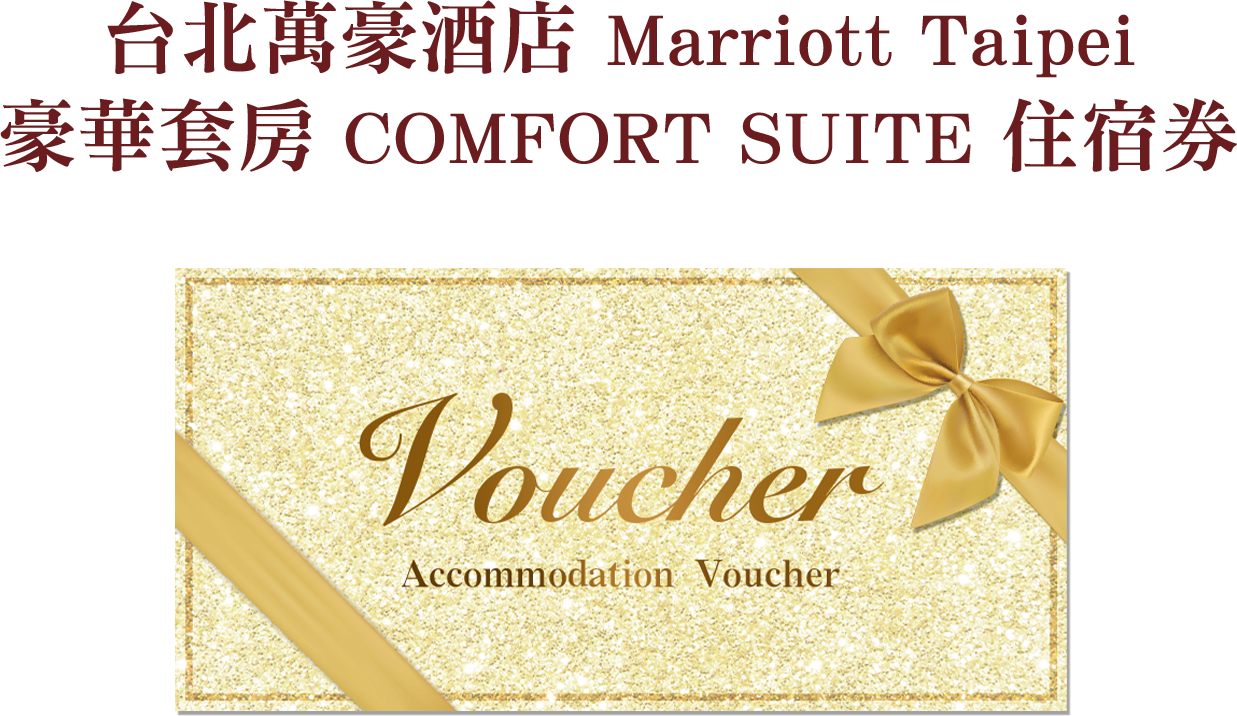 台北萬豪酒店 Marriott Taipei
豪華套房 COMFORT SUITE 住宿券
Voucher
Accommodation Voucher